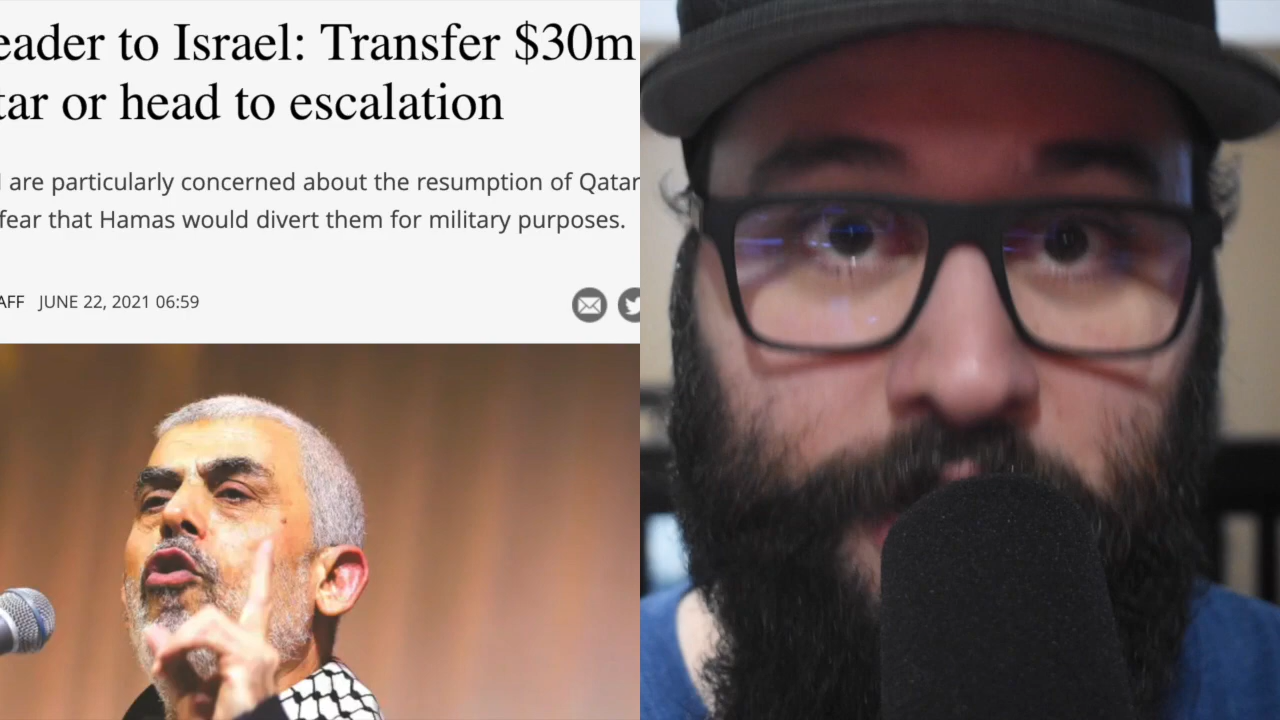 eader to Israel: Transfer $30m
tar or head to escalation
are particularly concerned about the resumption of Qatar
fear that Hamas would divert them for military purposes.
AFF JUNE 22, 2021 06:59